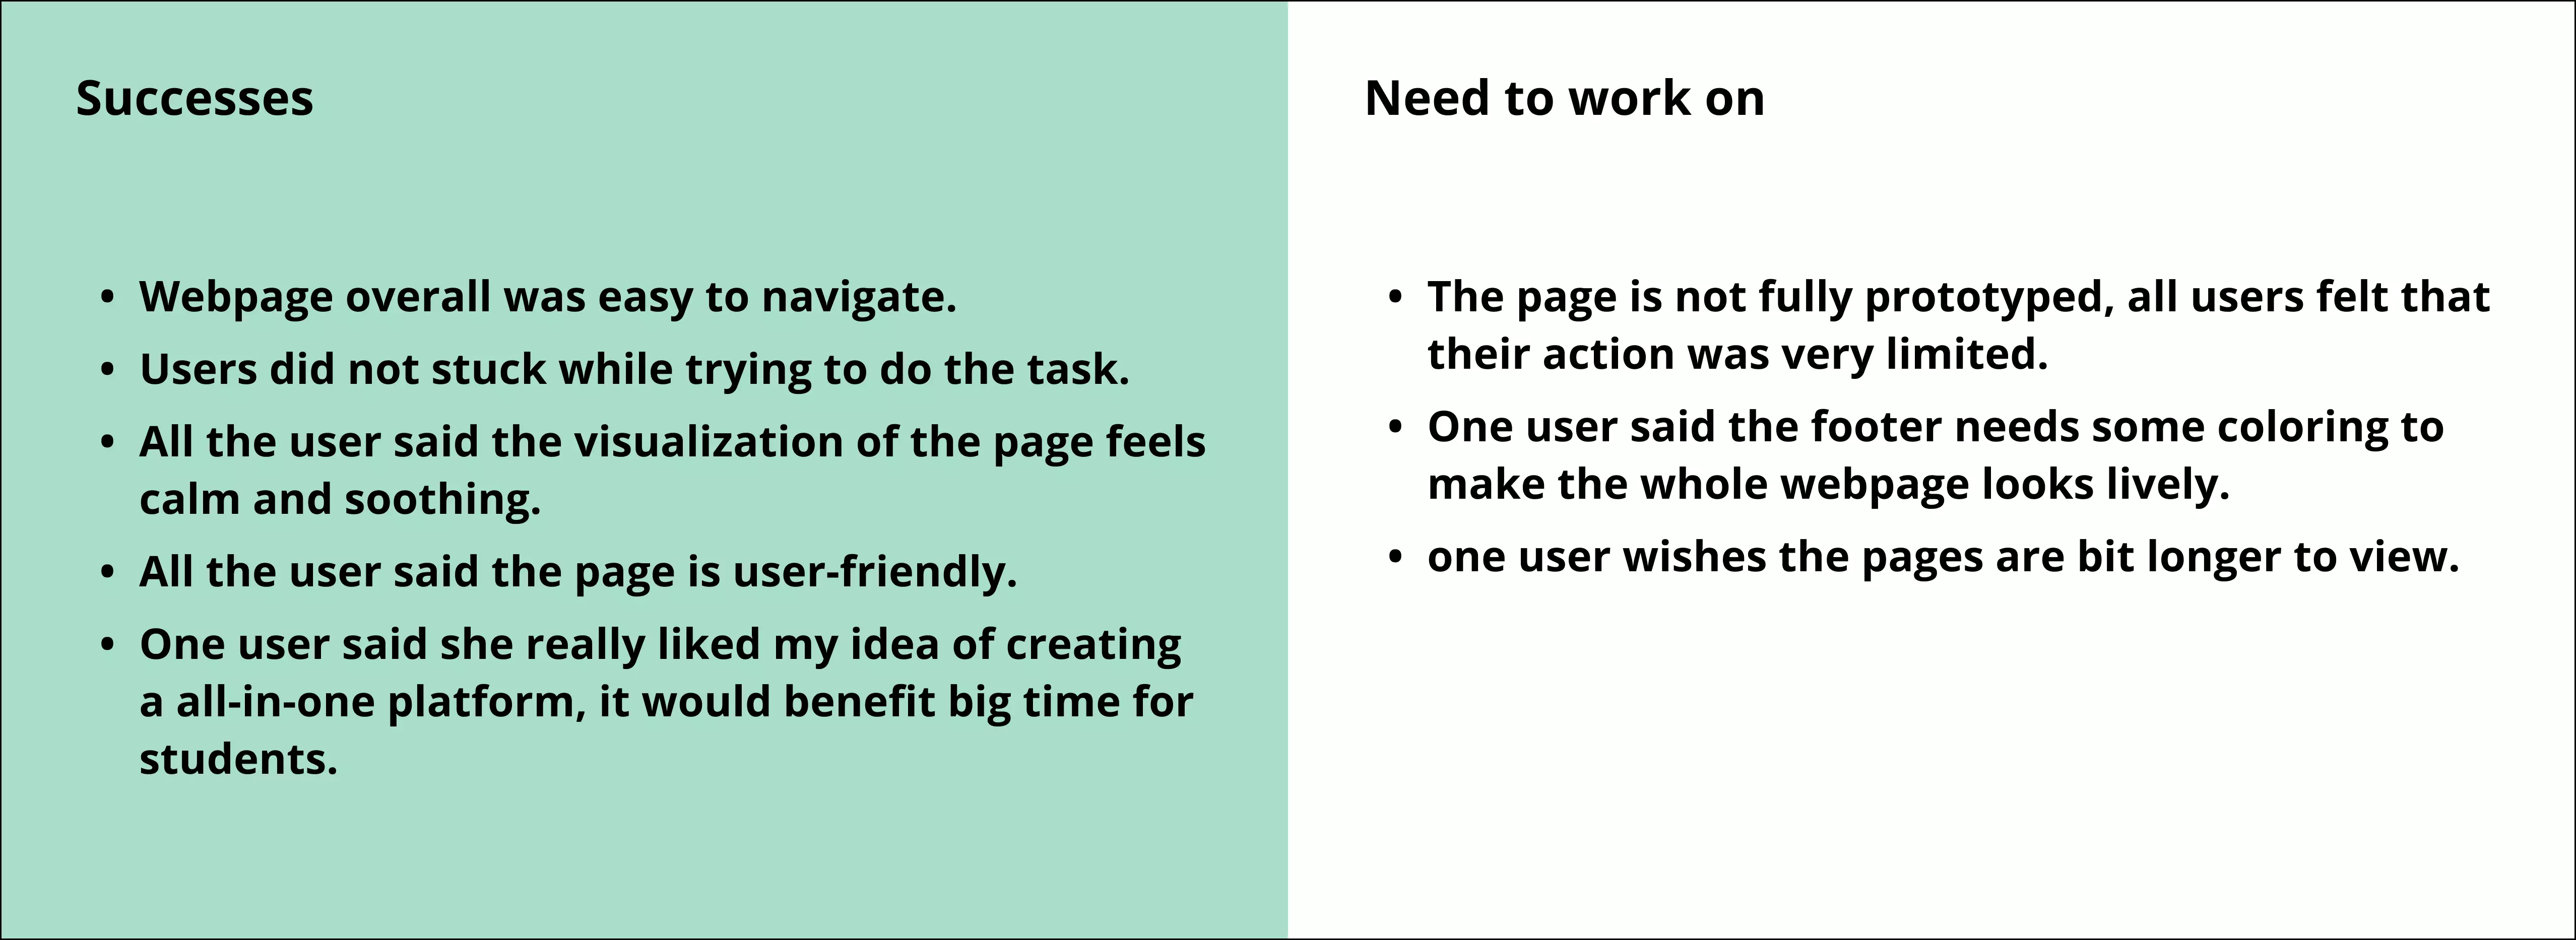 Successes
• Webpage overall was easy to navigate.
• Users did not stuck while trying to do the task.
• All the user said the visualization of the page feels
calm and soothing.
• All the user said the page is user-friendly.
• One user said she really liked my idea of creating
a all-in-one platform, it would benefit big time for
students.
Need to work on
• The page is not fully prototyped, all users felt that
their action was very limited.
• One user said the footer needs some coloring to
make the whole webpage looks lively.
• one user wishes the pages are bit longer to view.